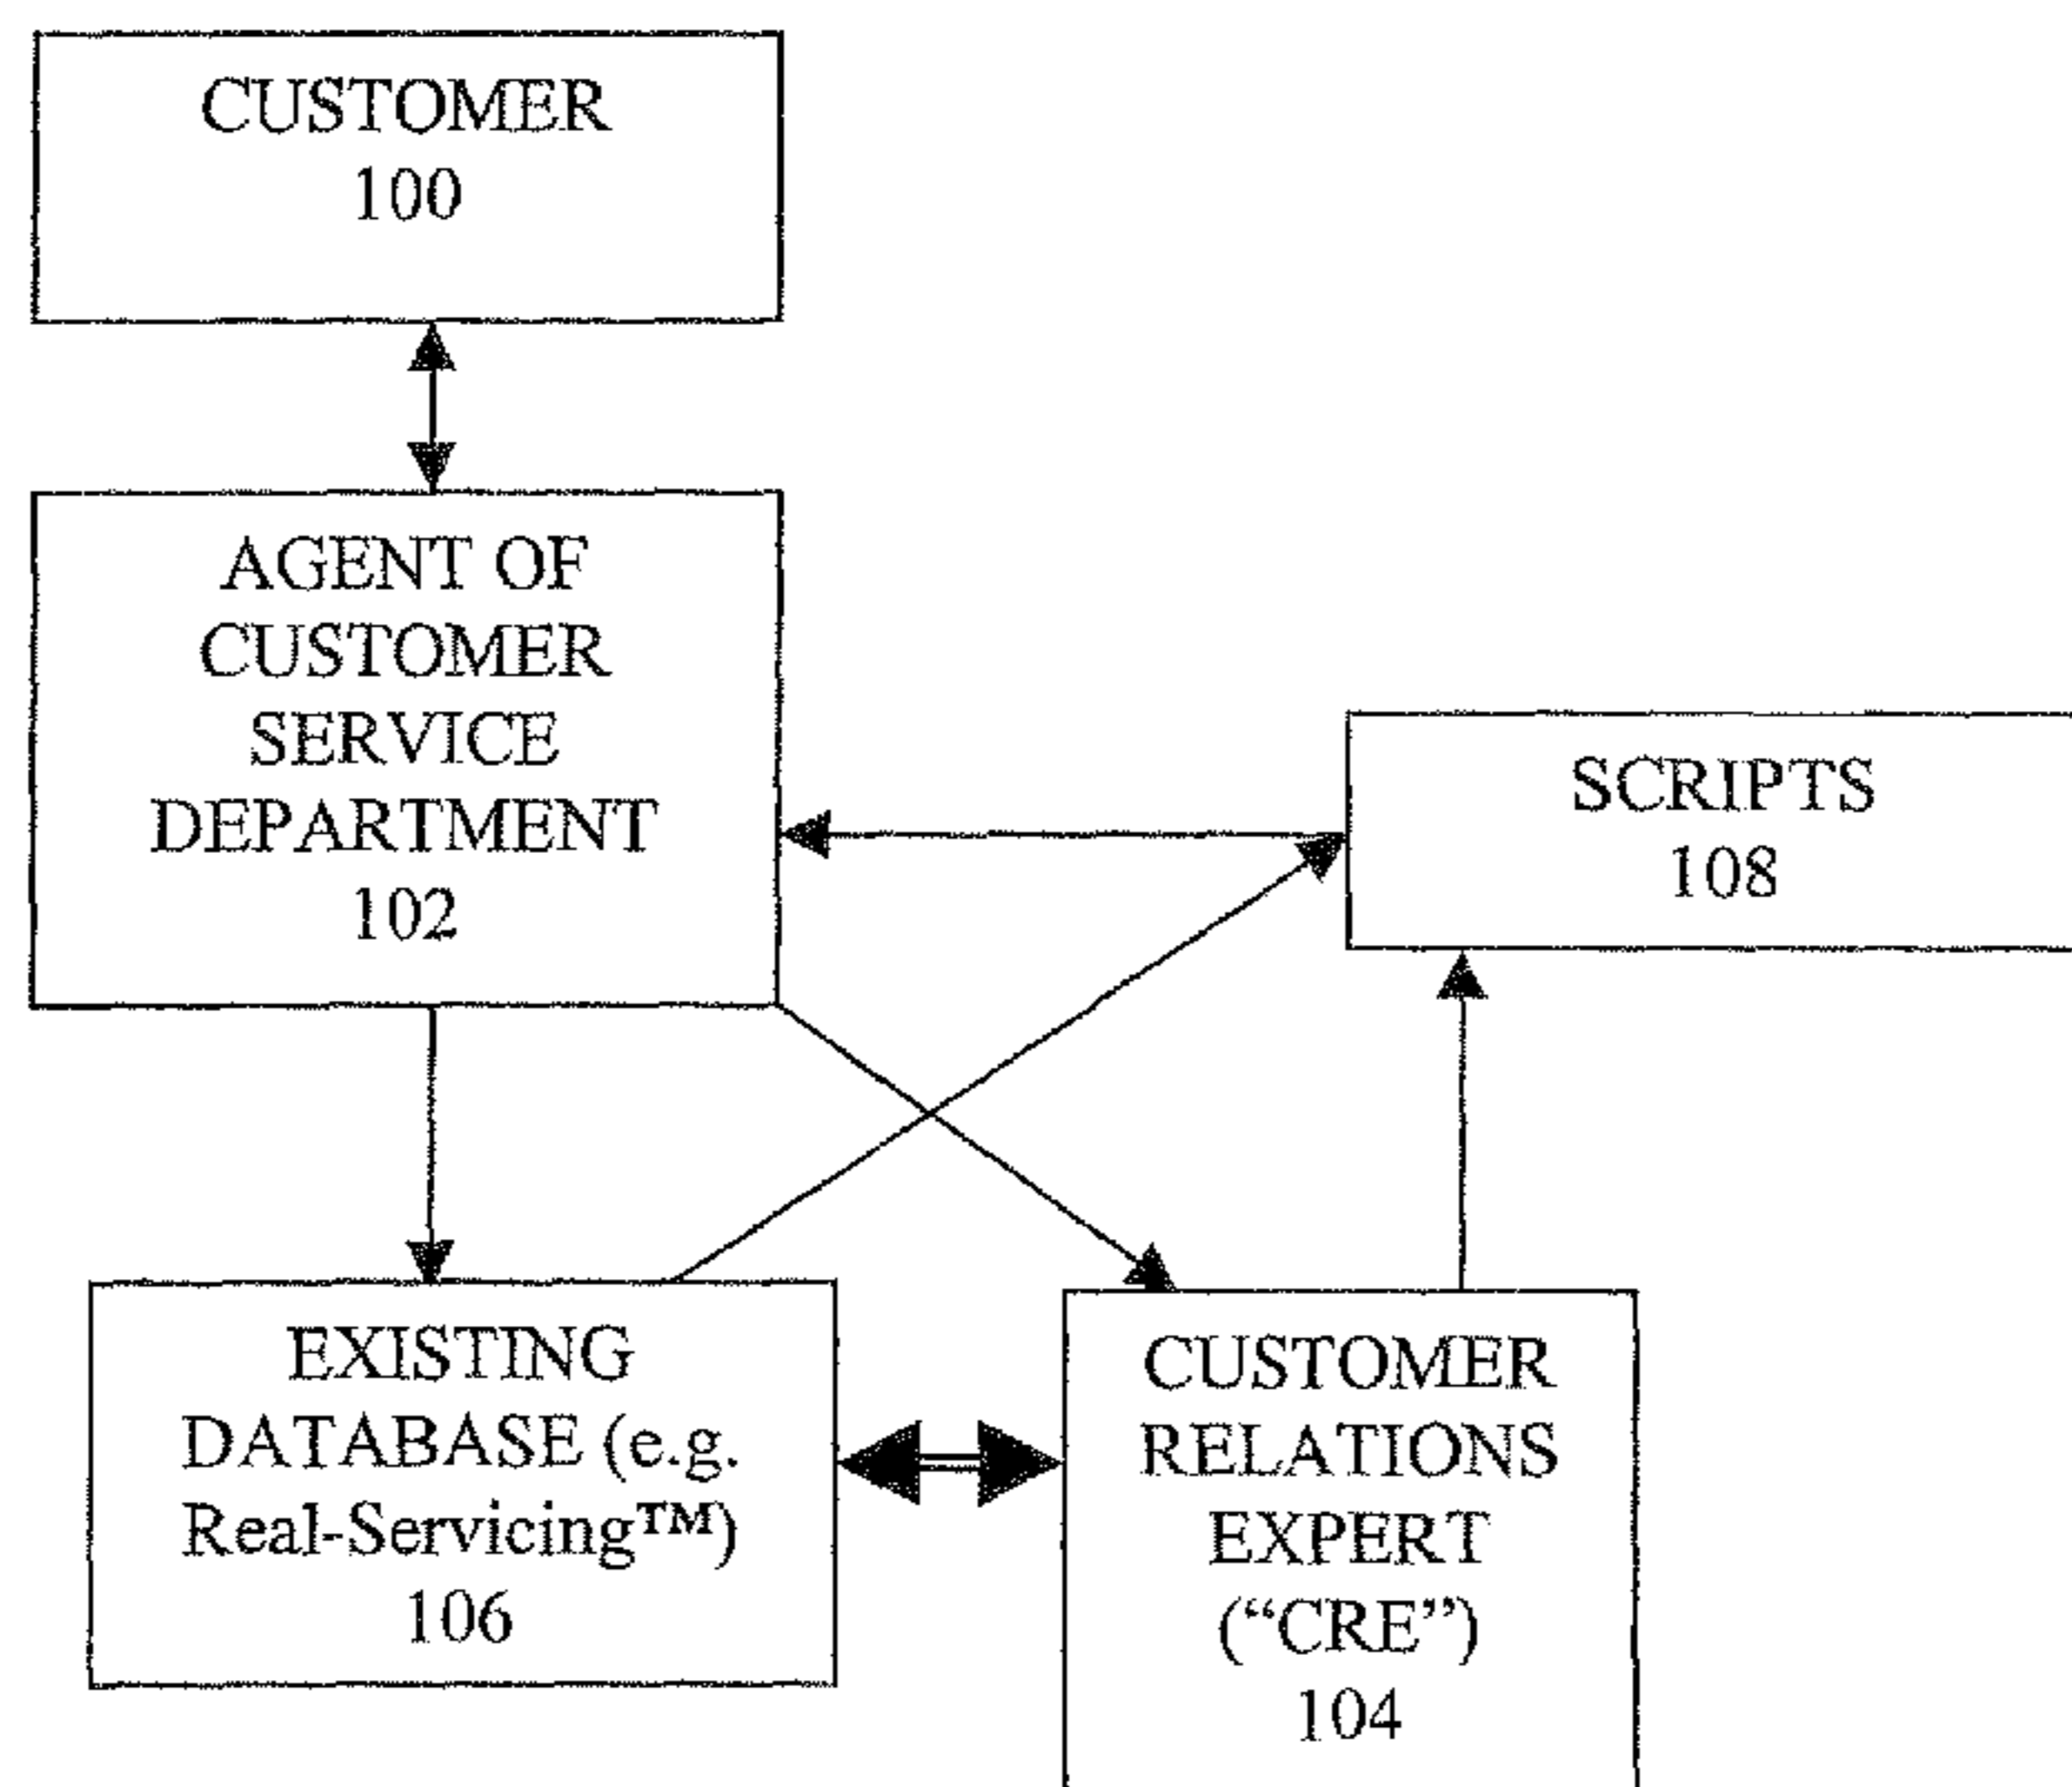 CUSTOMER
100
AGENT OF
CUSTOMER
SERVICE
DEPARTMENT
102
SCRIPTS
108
EXISTING
DATABASE (e.g.
Real-Servicing™)
106
CUSTOMER
RELATIONS
EXPERT
(“CRE”)
104